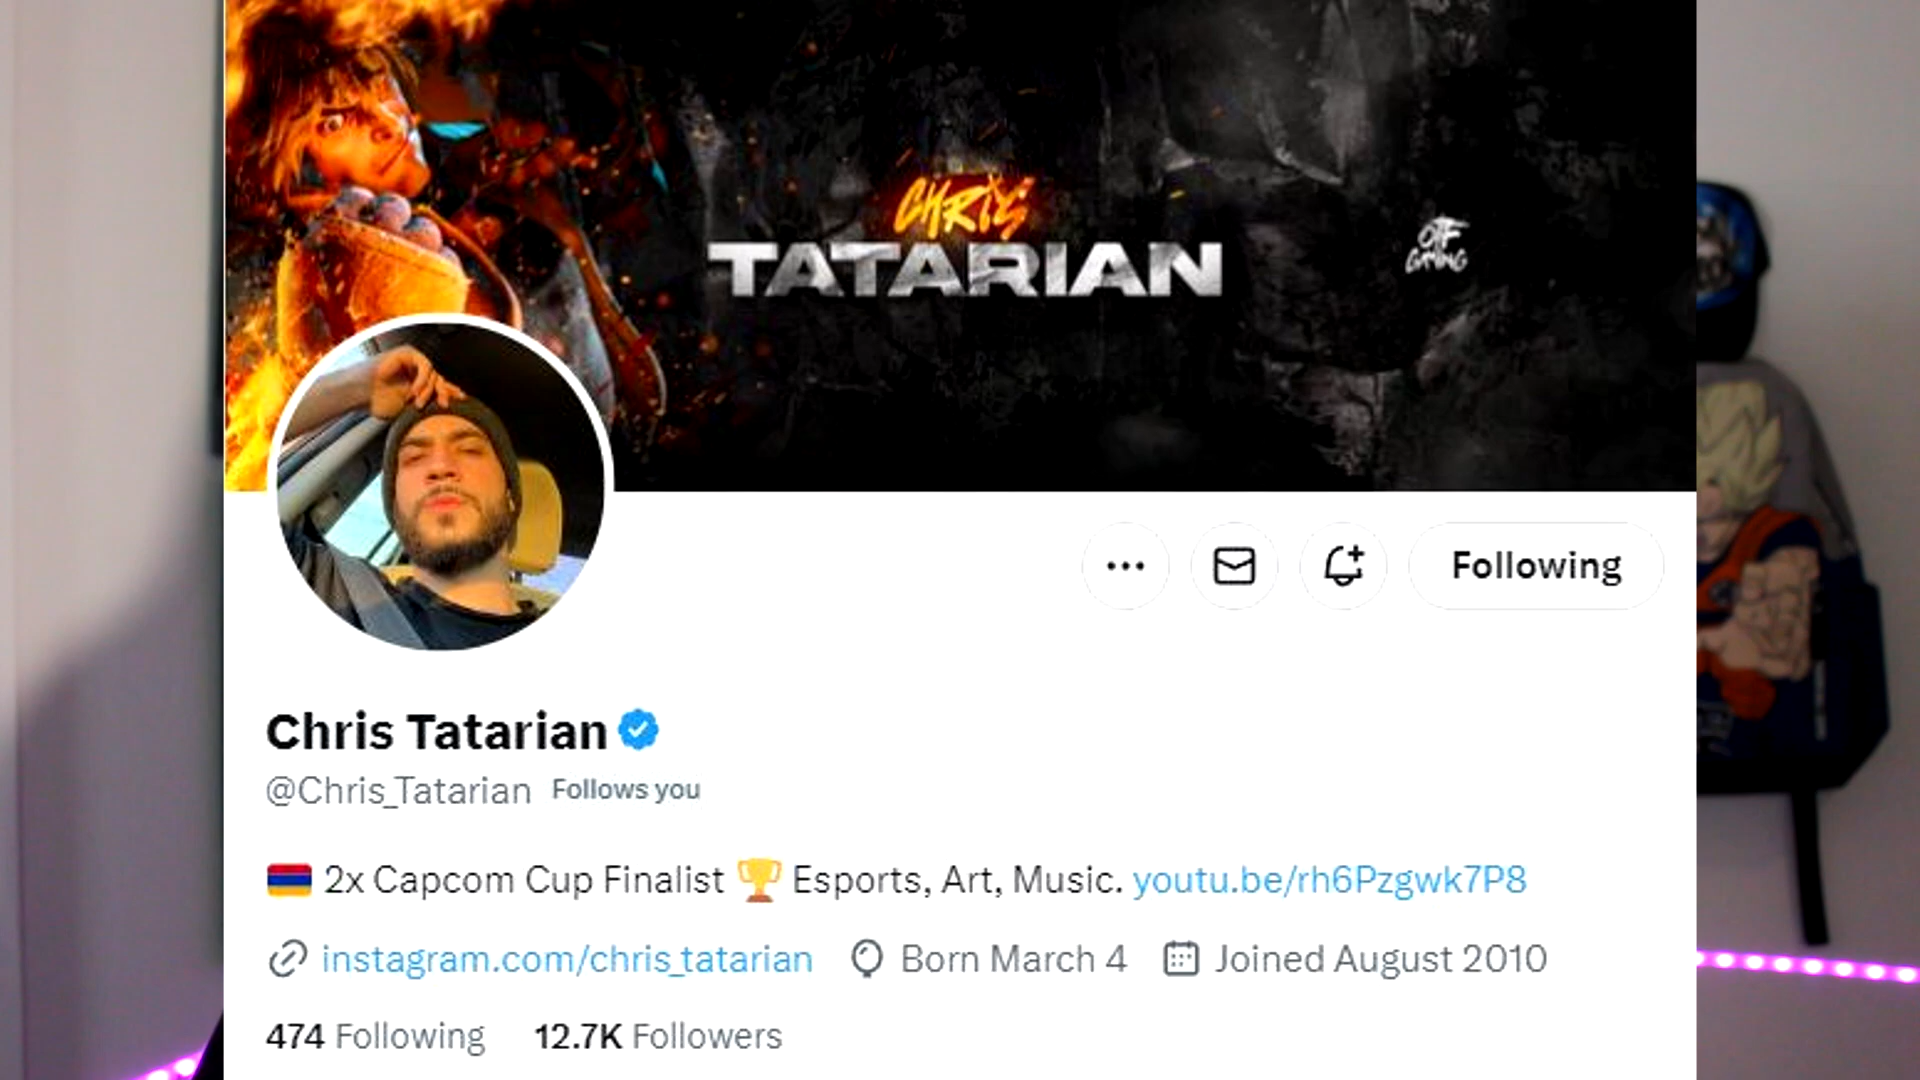 CHRIS
TATARIAN
OTF
GAMING
Following
Chris Tatarian
@Chris_Tatarian Follows you
2x Capcom Cup Finalist 🏆 Esports, Art, Music. youtu.be/rh6Pzgwk7P8
instagram.com/chris_tatarian Born March 4 Joined August 2010
474 Following 12.7K Followers